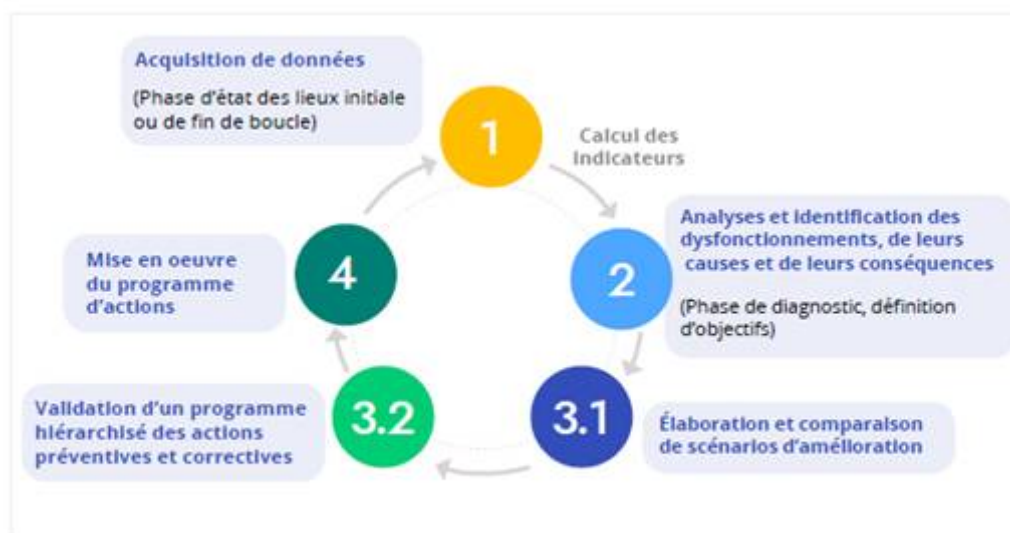 Acquisition de données
(Phase d'état des lieux initiale
ou de fin de boucle)
1
Calcul des
indicateurs
2
Analyses et identification des
dysfonctionnements, de leurs
causes et de leurs conséquences
(Phase de diagnostic, définition
d'objectifs)
3.1
Élaboration et comparaison
de scénarios d'amélioration
3.2
Validation d'un programme
hiérarchisé des actions
préventives et correctives
4
Mise en oeuvre
du programme
d'actions